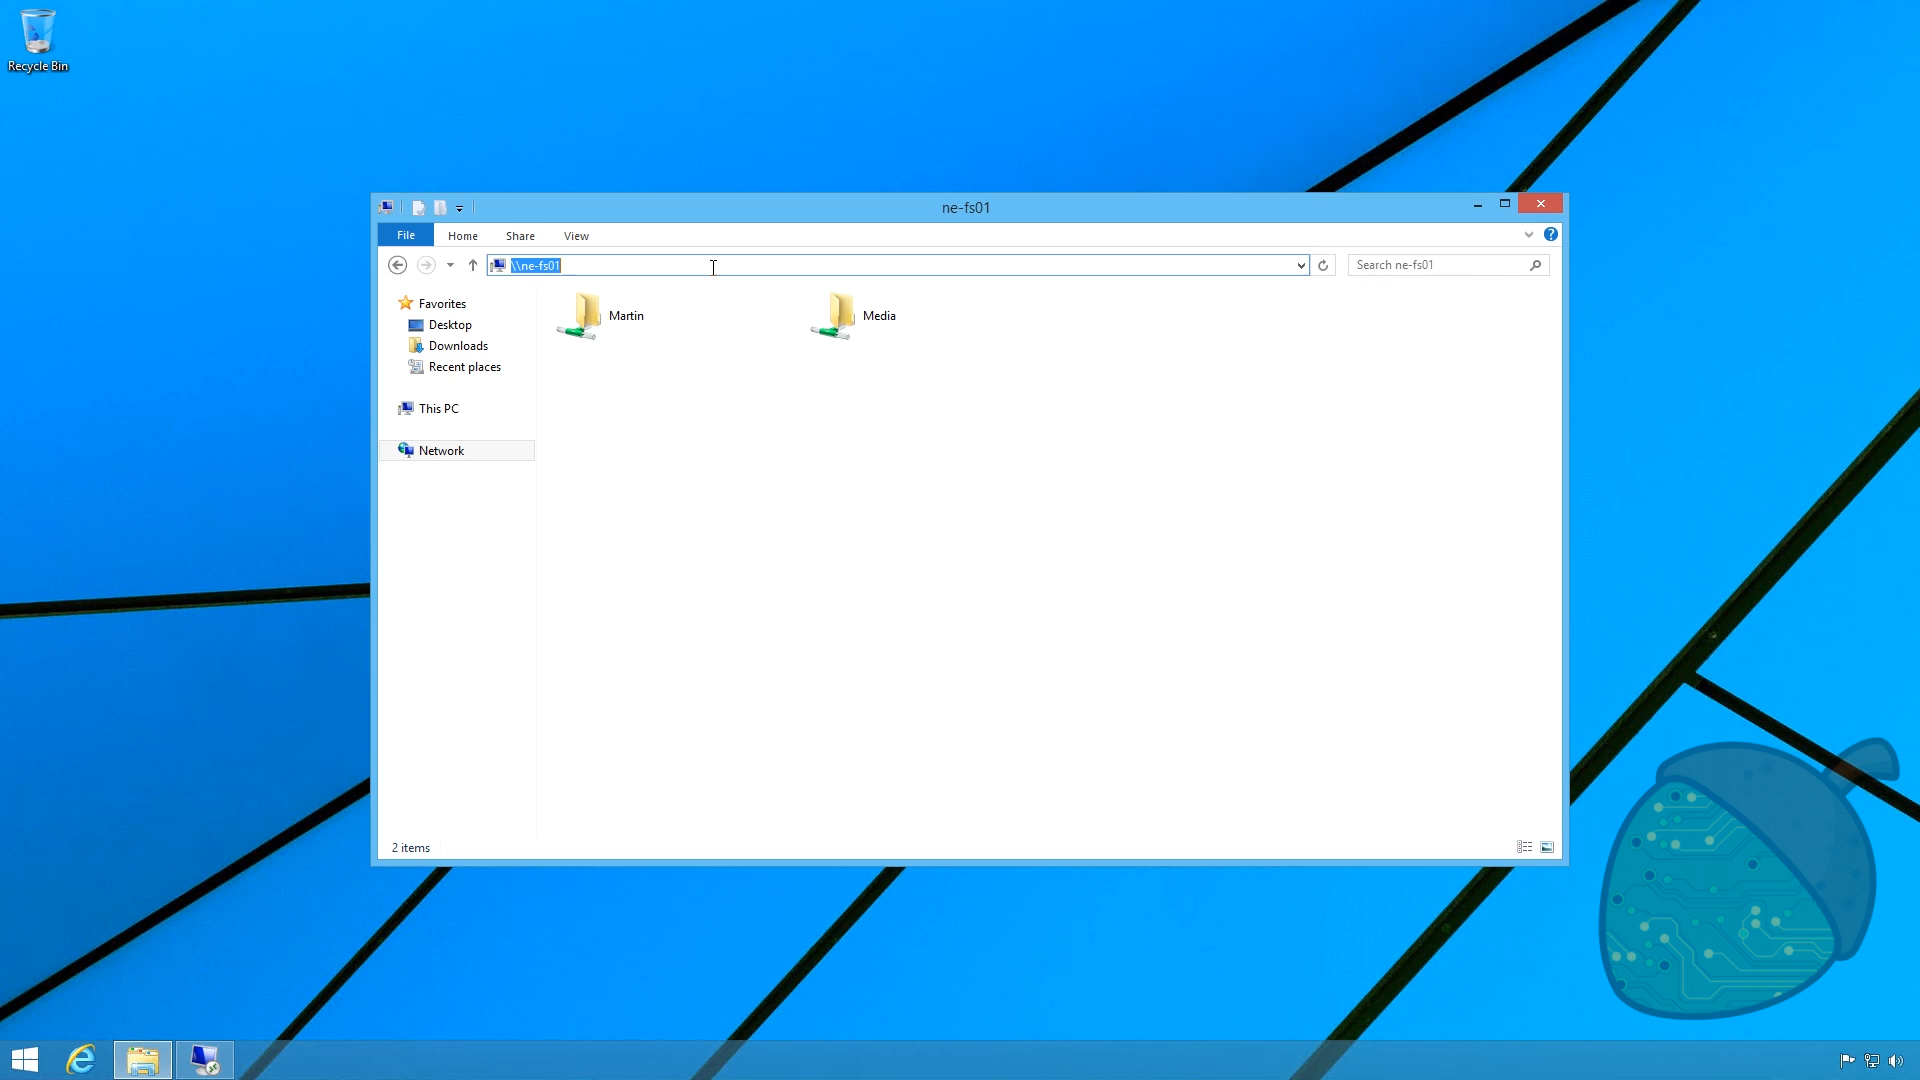 Recycle Bin
ne-fs01
File Home Share View
\\ne-fs01
Search ne-fs01
Favorites
Desktop
Downloads
Recent places
This PC
Network
Martin
Media
2 items